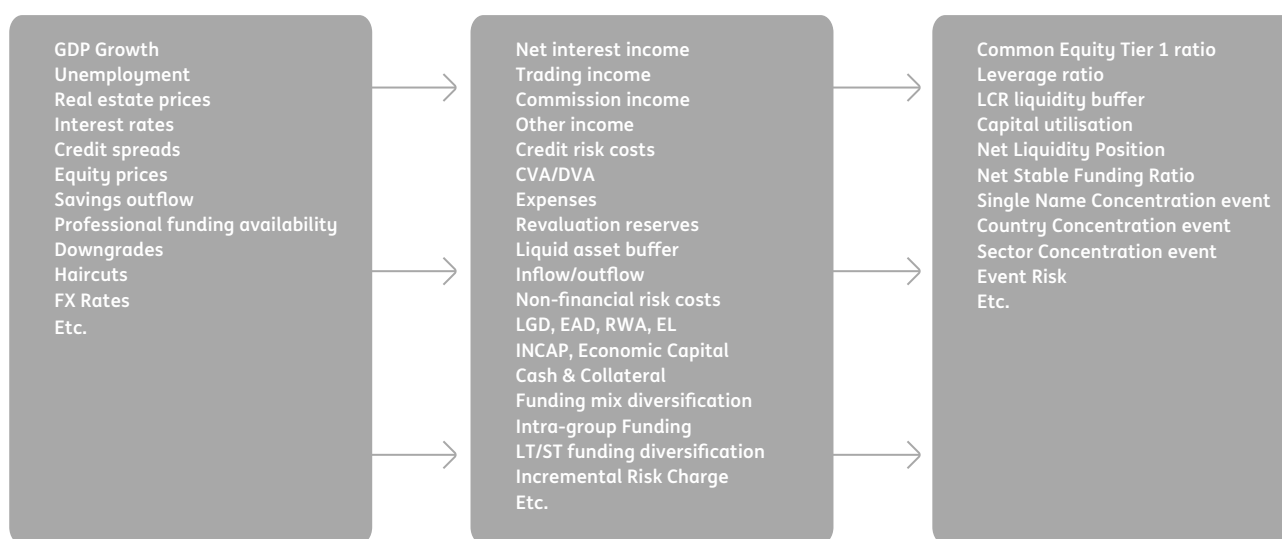 GDP Growth
Unemployment
Real estate prices
Interest rates
Credit spreads
Equity prices
Savings outflow
Professional funding availability
Downgrades
Haircuts
FX Rates
Etc.
Net interest income
Trading income
Commission income
Other income
Credit risk costs
CVA/DVA
Expenses
Revaluation reserves
Liquid asset buffer
Inflow/outflow
Non-financial risk costs
LGD, EAD, RWA, EL
INCAP, Economic Capital
Cash & Collateral
Funding mix diversification
Intra-group Funding
LT/ST funding diversification
Incremental Risk Charge
Etc.
Common Equity Tier 1 ratio
Leverage ratio
LCR liquidity buffer
Capital utilisation
Net Liquidity Position
Net Stable Funding Ratio
Single Name Concentration event
Country Concentration event
Sector Concentration event
Event Risk
Etc.